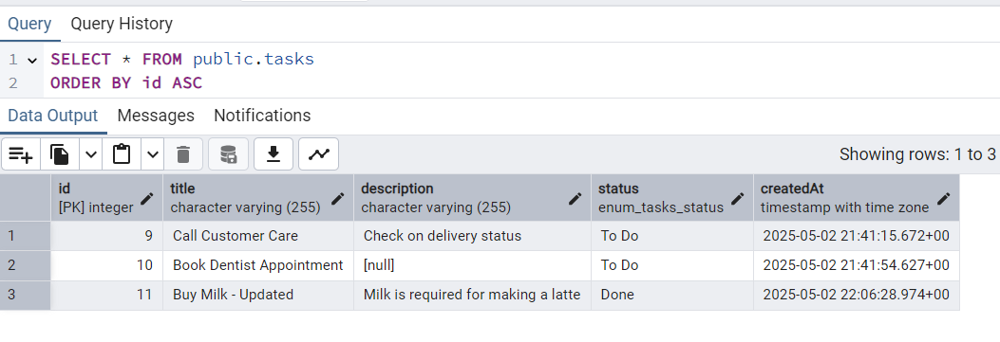 Query Query History
1 SELECT * FROM public.tasks
2 ORDER BY id ASC
Data Output Messages Notifications
Showing rows: 1 to 3
id title description status createdAt
[PK] integer character varying (255) character varying (255) enum_tasks_status timestamp with time zone
1 9 Call Customer Care Check on delivery status To Do 2025-05-02 21:41:15.672+00
2 10 Book Dentist Appointment [null] To Do 2025-05-02 21:41:54.627+00
3 11 Buy Milk - Updated Milk is required for making a latte Done 2025-05-02 22:06:28.974+00